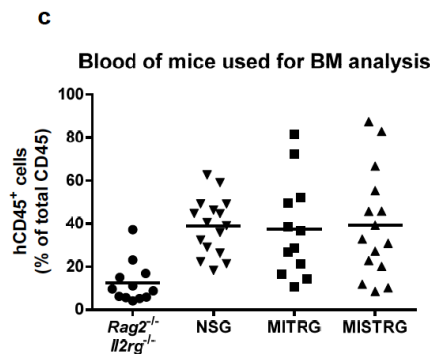 c
Blood of mice used for BM analysis
hCD45⁺ cells
(% of total CD45)
100
80
60
40
20
0
Rag2⁻/⁻
Il2rg⁻/⁻
NSG
MITRG
MISTRG